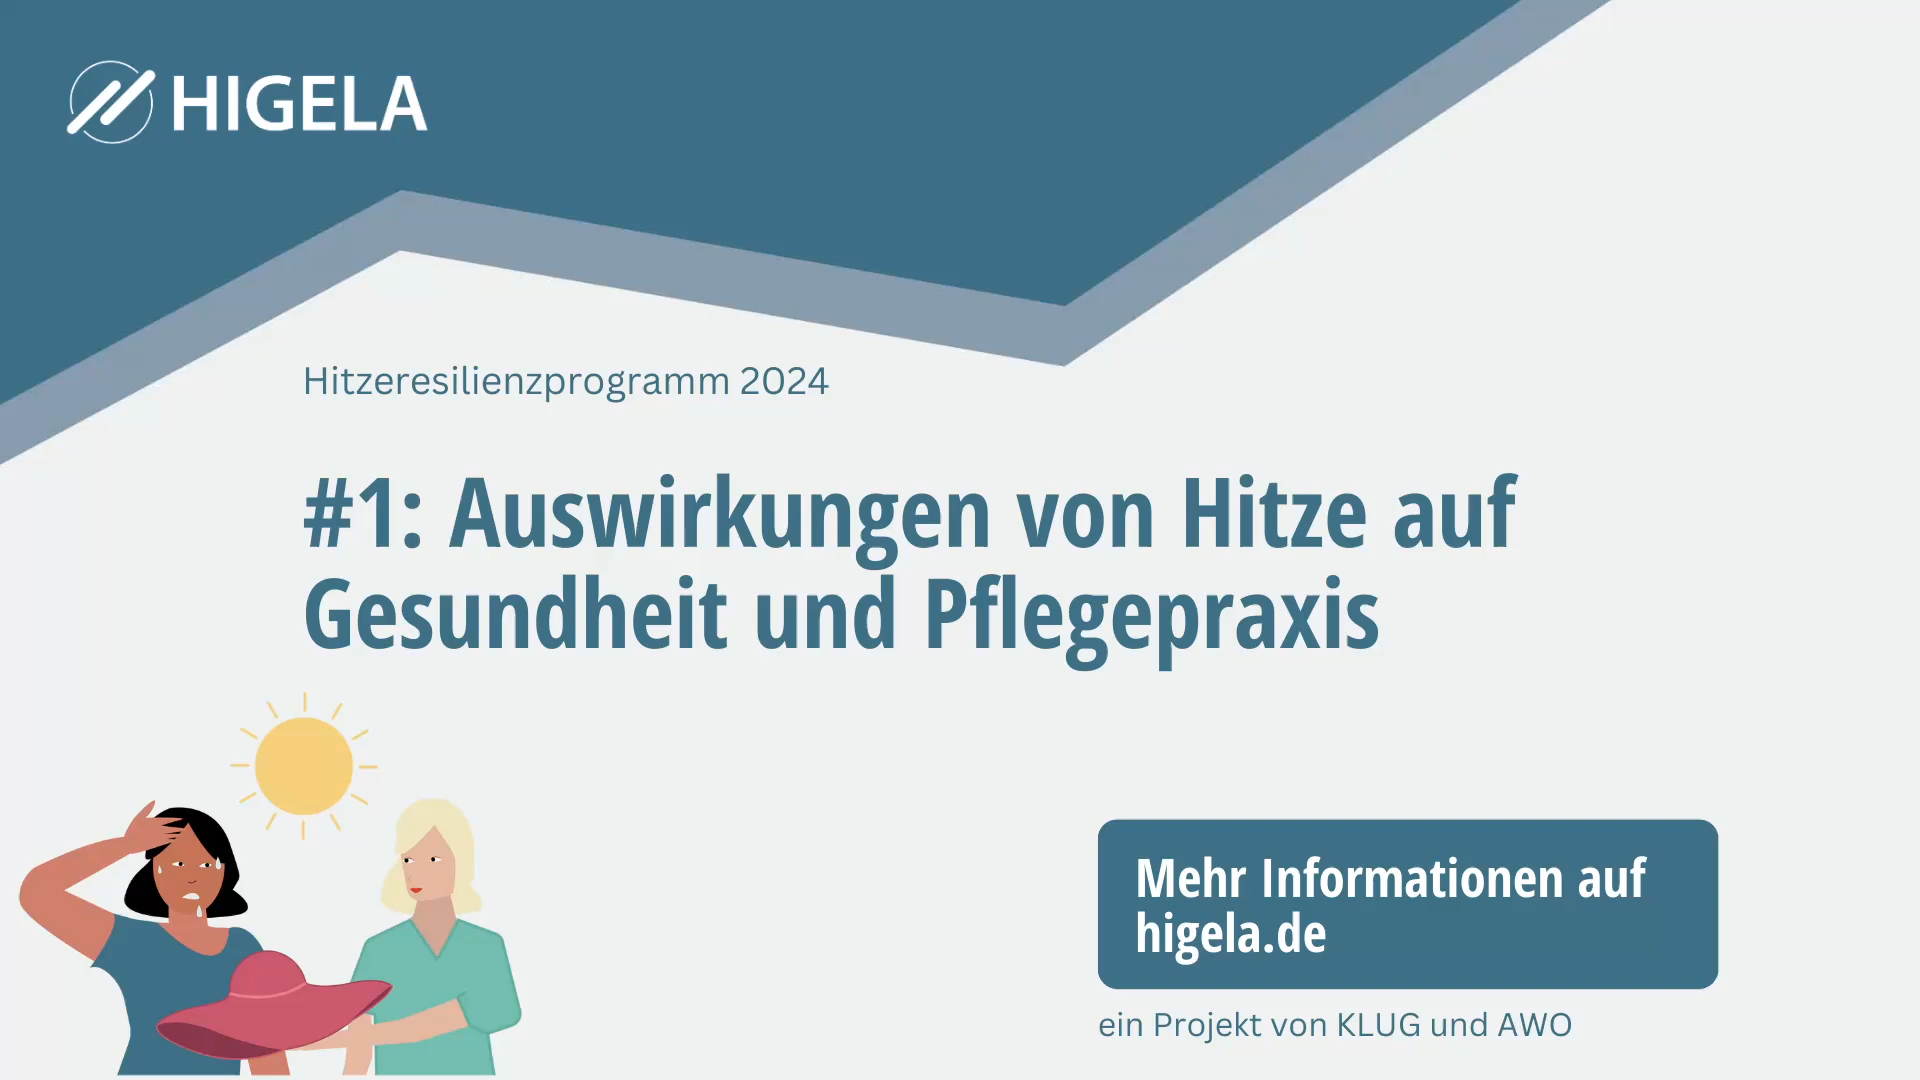 HIGELA
Hitzeresilienzprogramm 2024
#1: Auswirkungen von Hitze auf
Gesundheit und Pflegepraxis
Mehr Informationen auf
higela.de
ein Projekt von KLUG und AWO